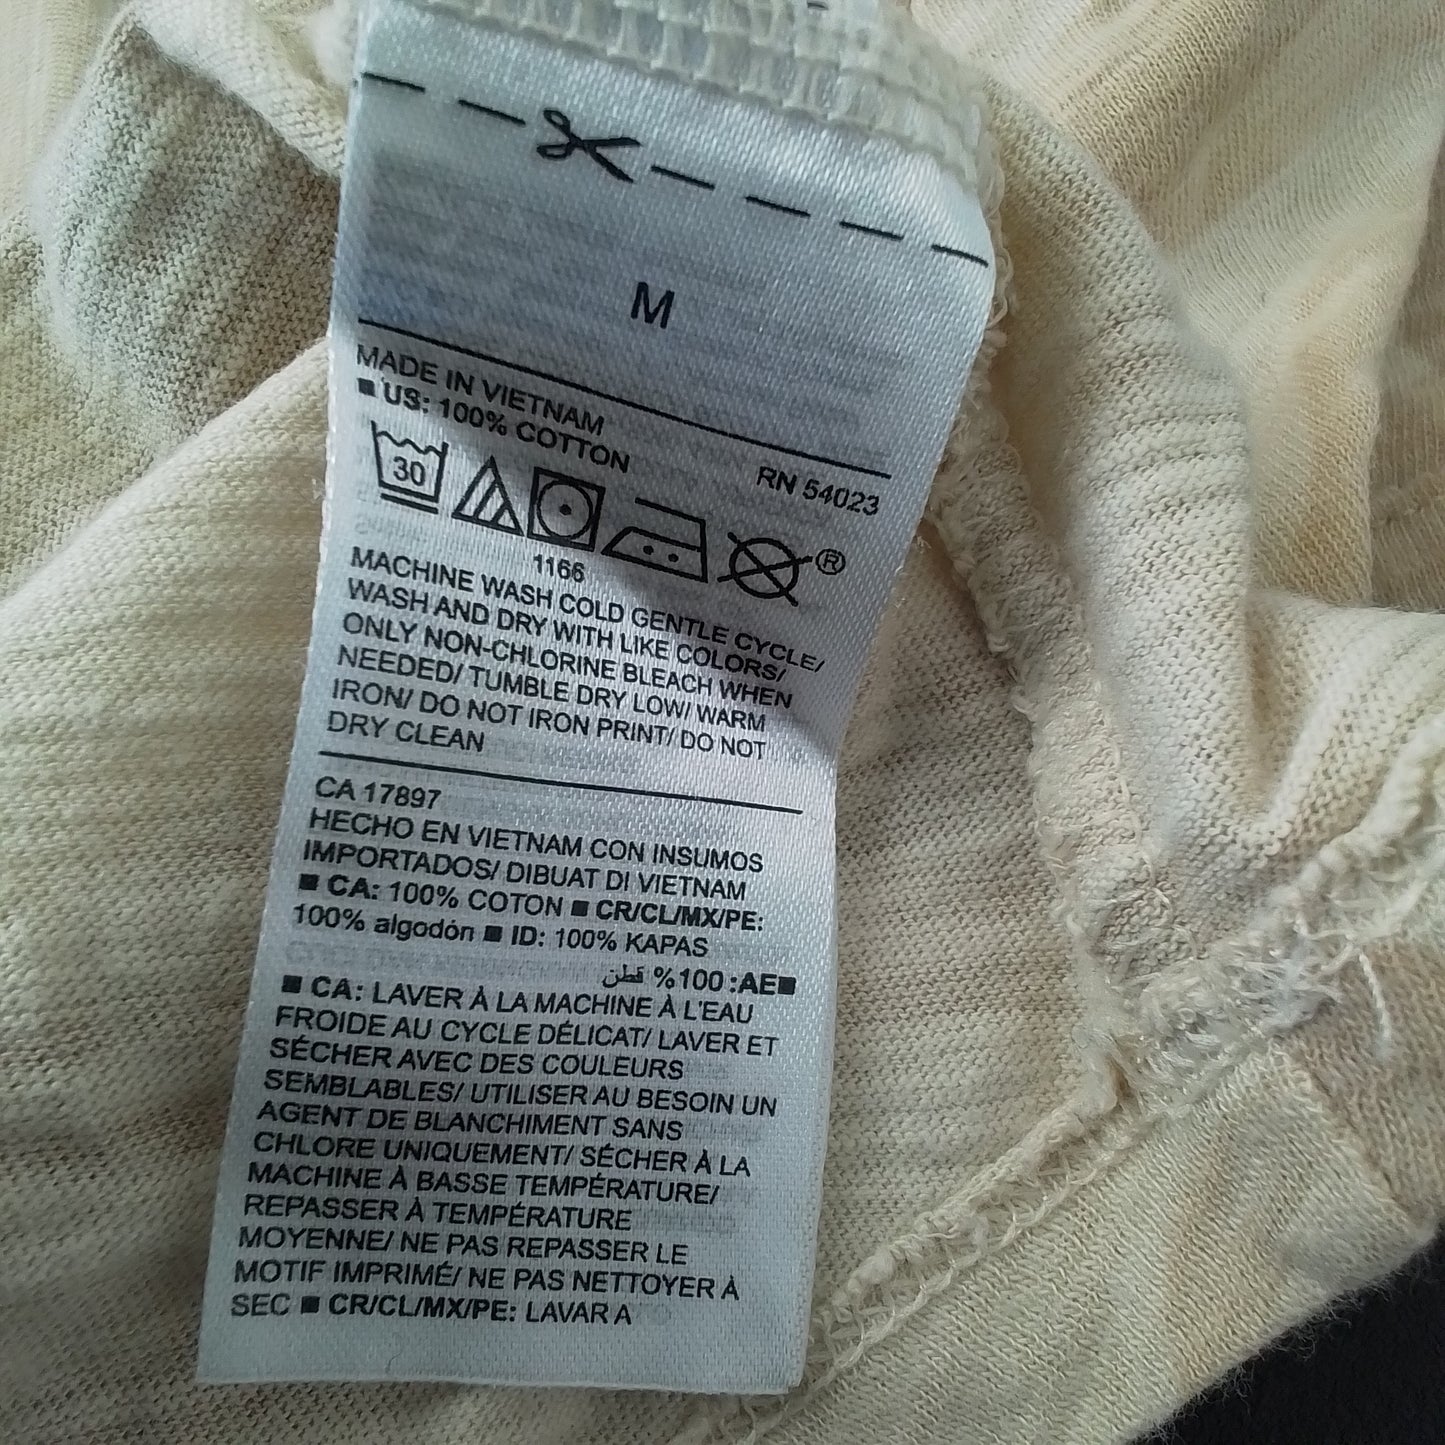 M
MADE IN VIETNAM
■ US: 100% COTTON
RN 54023
30
®
1166
MACHINE WASH COLD GENTLE CYCLE/
WASH AND DRY WITH LIKE COLORS/
ONLY NON-CHLORINE BLEACH WHEN
NEEDED/ TUMBLE DRY LOW/ WARM
IRON/ DO NOT IRON PRINT/ DO NOT
DRY CLEAN
CA 17897
HECHO EN VIETNAM CON INSUMOS
IMPORTADOS/ DIBUAT DI VIETNAM
■ CA: 100% COTON ■ CR/CL/MX/PE:
100% algodón ■ ID: 100% KAPAS
■AE: 100% قطن
■ CA: LAVER À LA MACHINE À L'EAU
FROIDE AU CYCLE DÉLICAT/ LAVER ET
SÉCHER AVEC DES COULEURS
SEMBLABLES/ UTILISER AU BESOIN UN
AGENT DE BLANCHIMENT SANS
CHLORE UNIQUEMENT/ SÉCHER À LA
MACHINE À BASSE TEMPÉRATURE/
REPASSER À TEMPÉRATURE
MOYENNE/ NE PAS REPASSER LE
MOTIF IMPRIMÉ/ NE PAS NETTOYER À
SEC ■ CR/CL/MX/PE: LAVAR A